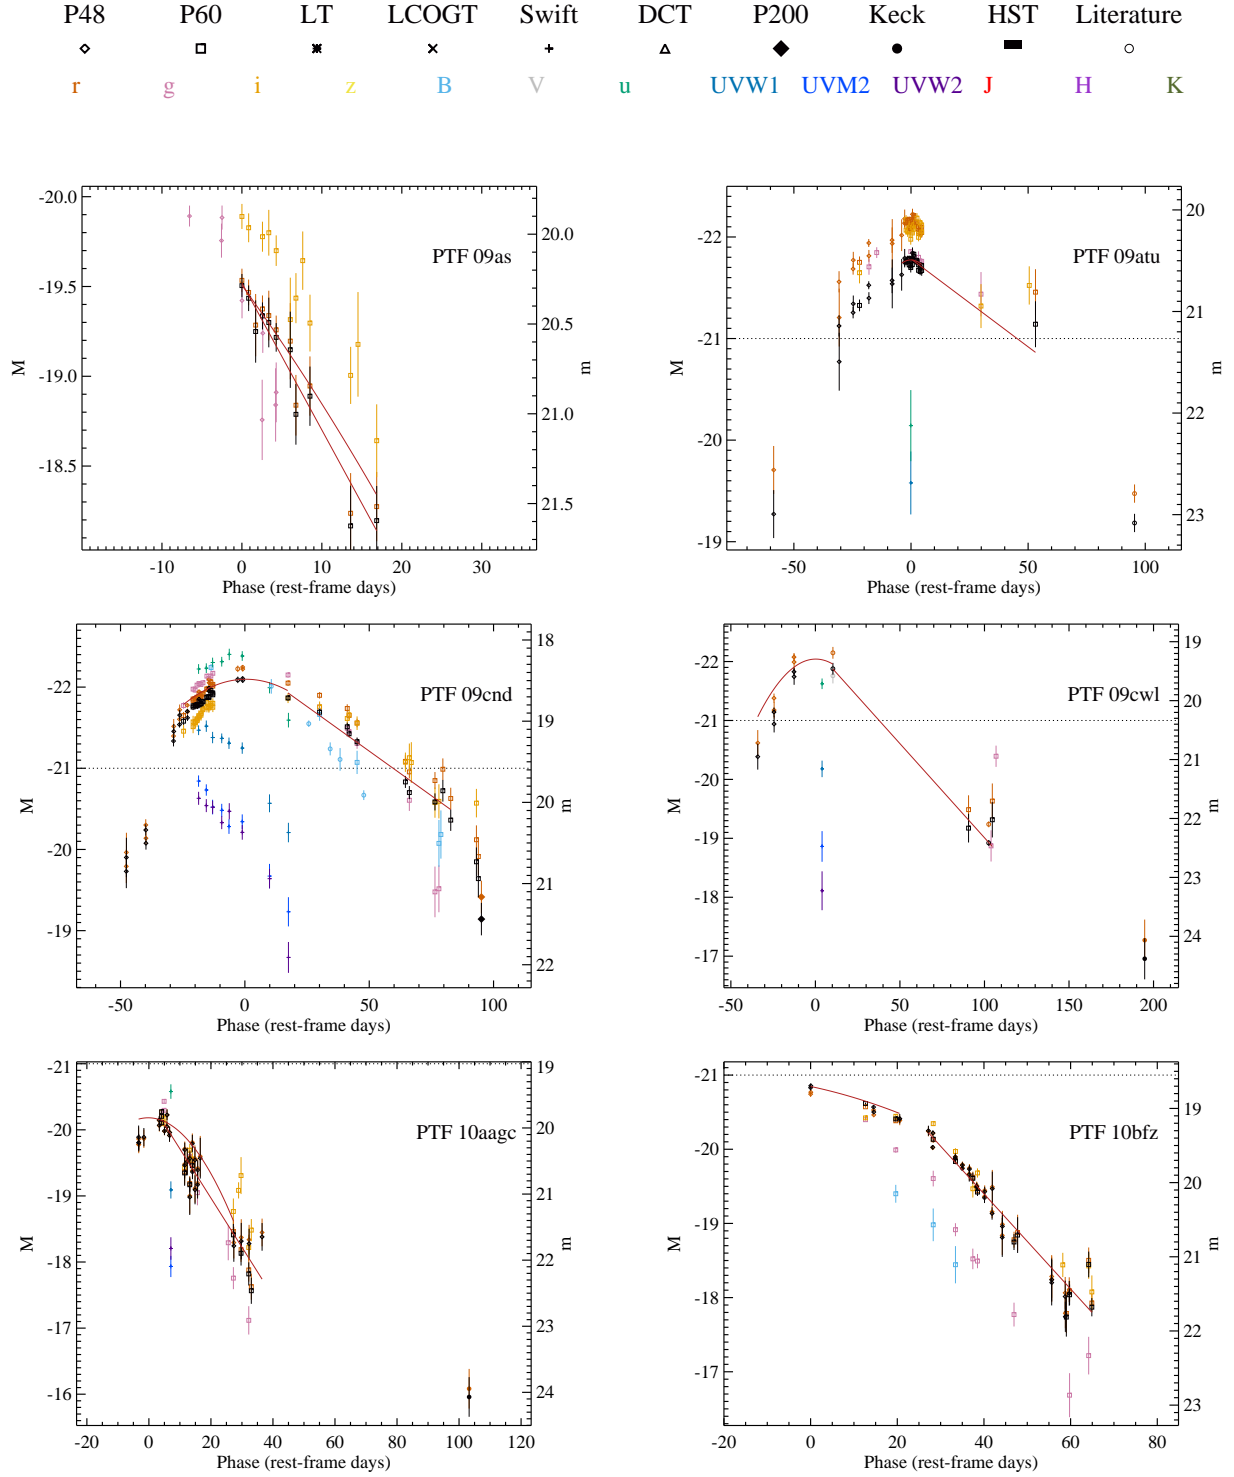 P48 P60 LT LCOGT Swift DCT P200 Keck HST Literature
r g i z B V u UVW1 UVM2 UVW2 J H K
-20.0
-19.5
-19.0
-18.5
M
PTF 09as
20.0
20.5
21.0
21.5
m
-10 0 10 20 30
Phase (rest-frame days)
-22
-21
-20
-19
M
PTF 09atu
20
21
22
23
m
-50 0 50 100
Phase (rest-frame days)
-22
-21
-20
-19
M
PTF 09cnd
18
19
20
21
22
m
-50 0 50 100
Phase (rest-frame days)
-22
-21
-20
-19
-18
-17
M
PTF 09cwl
19
20
21
22
23
24
m
-50 0 50 100 150 200
Phase (rest-frame days)
-21
-20
-19
-18
-17
-16
M
PTF 10aagc
19
20
21
22
23
24
m
-20 0 20 40 60 80 100 120
Phase (rest-frame days)
-21
-20
-19
-18
-17
M
PTF 10bfz
19
20
21
22
23
m
-20 0 20 40 60 80
Phase (rest-frame days)